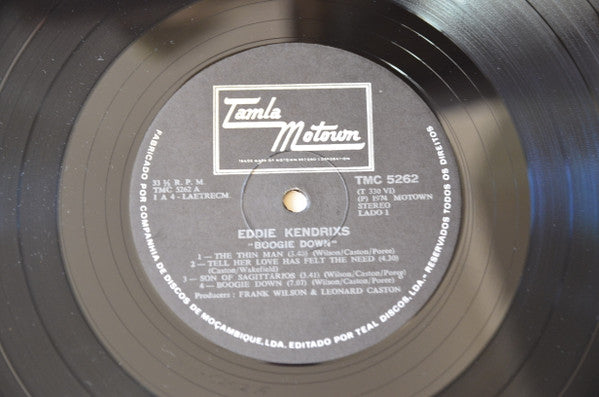 Tamla
Motown
TRADE MARK OF MOTOWN RECORD CORPORATION
33 ⅓ R. P. M.
TMC 5262 A
1 A 4 - LAETRECM.
TMC 5262
(T 330 VI)
(P) 1974 MOTOWN
STEREO
LADO 1
EDDIE KENDRIXS
"BOOGIE DOWN"
1 — THE THIN MAN (3.45) (Wilson/Caston/Poree)
2 — TELL HER LOVE HAS FELT THE NEED (4.30)
(Caston/Wakefield)
3 — SON OF SAGITTARIOS (3.41) (Wilson/Caston/Poree)
4 — BOOGIE DOWN (7.07) (Wilson/Caston/Poree)
Producers : FRANK WILSON & LEONARD CASTON
FABRICADO POR COMPANHIA DE DISCOS DE MOÇAMBIQUE, LDA. EDITADO POR TEAL DISCOS, LDA. - RESERVADOS TODOS OS DIREITOS